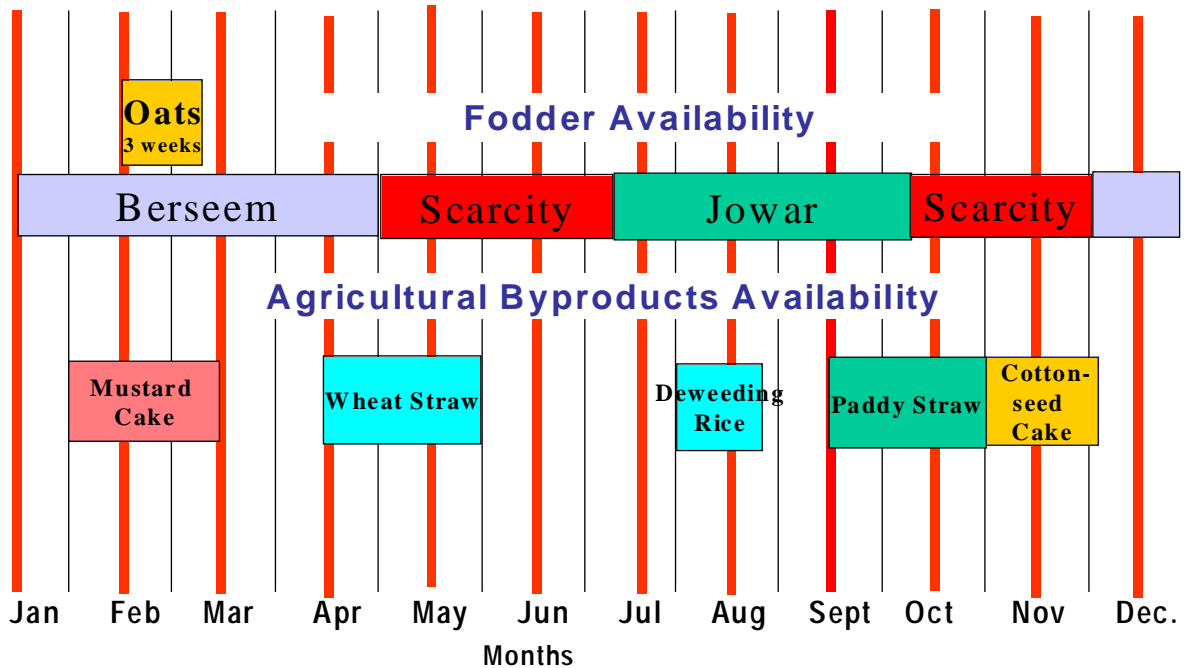 Oats
3 weeks
Fodder Availability
Berseem Scarcity Jowar Scarcity
Agricultural Byproducts Availability
Mustard
Cake
Wheat Straw
Deweeding
Rice
Paddy Straw
Cotton-
seed
Cake
Jan Feb Mar Apr May Jun Jul Aug Sept Oct Nov Dec.
Months